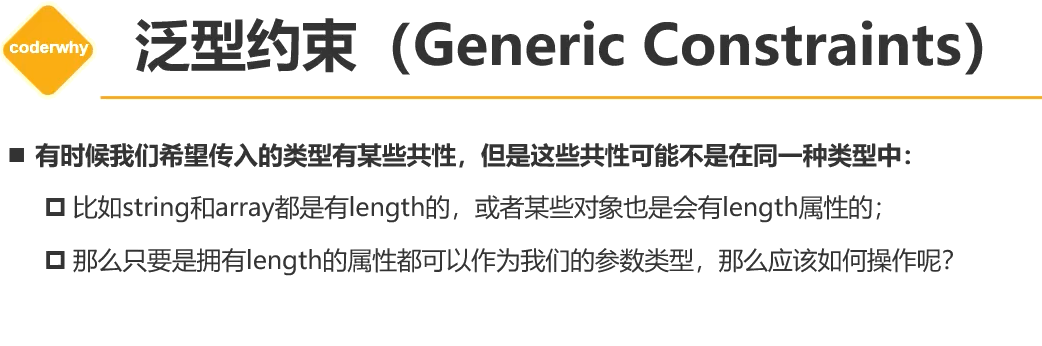 coderwhy
泛型约束（Generic Constraints）
有时候我们希望传入的类型有某些共性，但是这些共性可能不是在同一种类型中：
比如string和array都是有length的，或者某些对象也是会有length属性的；
那么只要是拥有length的属性都可以作为我们的参数类型，那么应该如何操作呢？